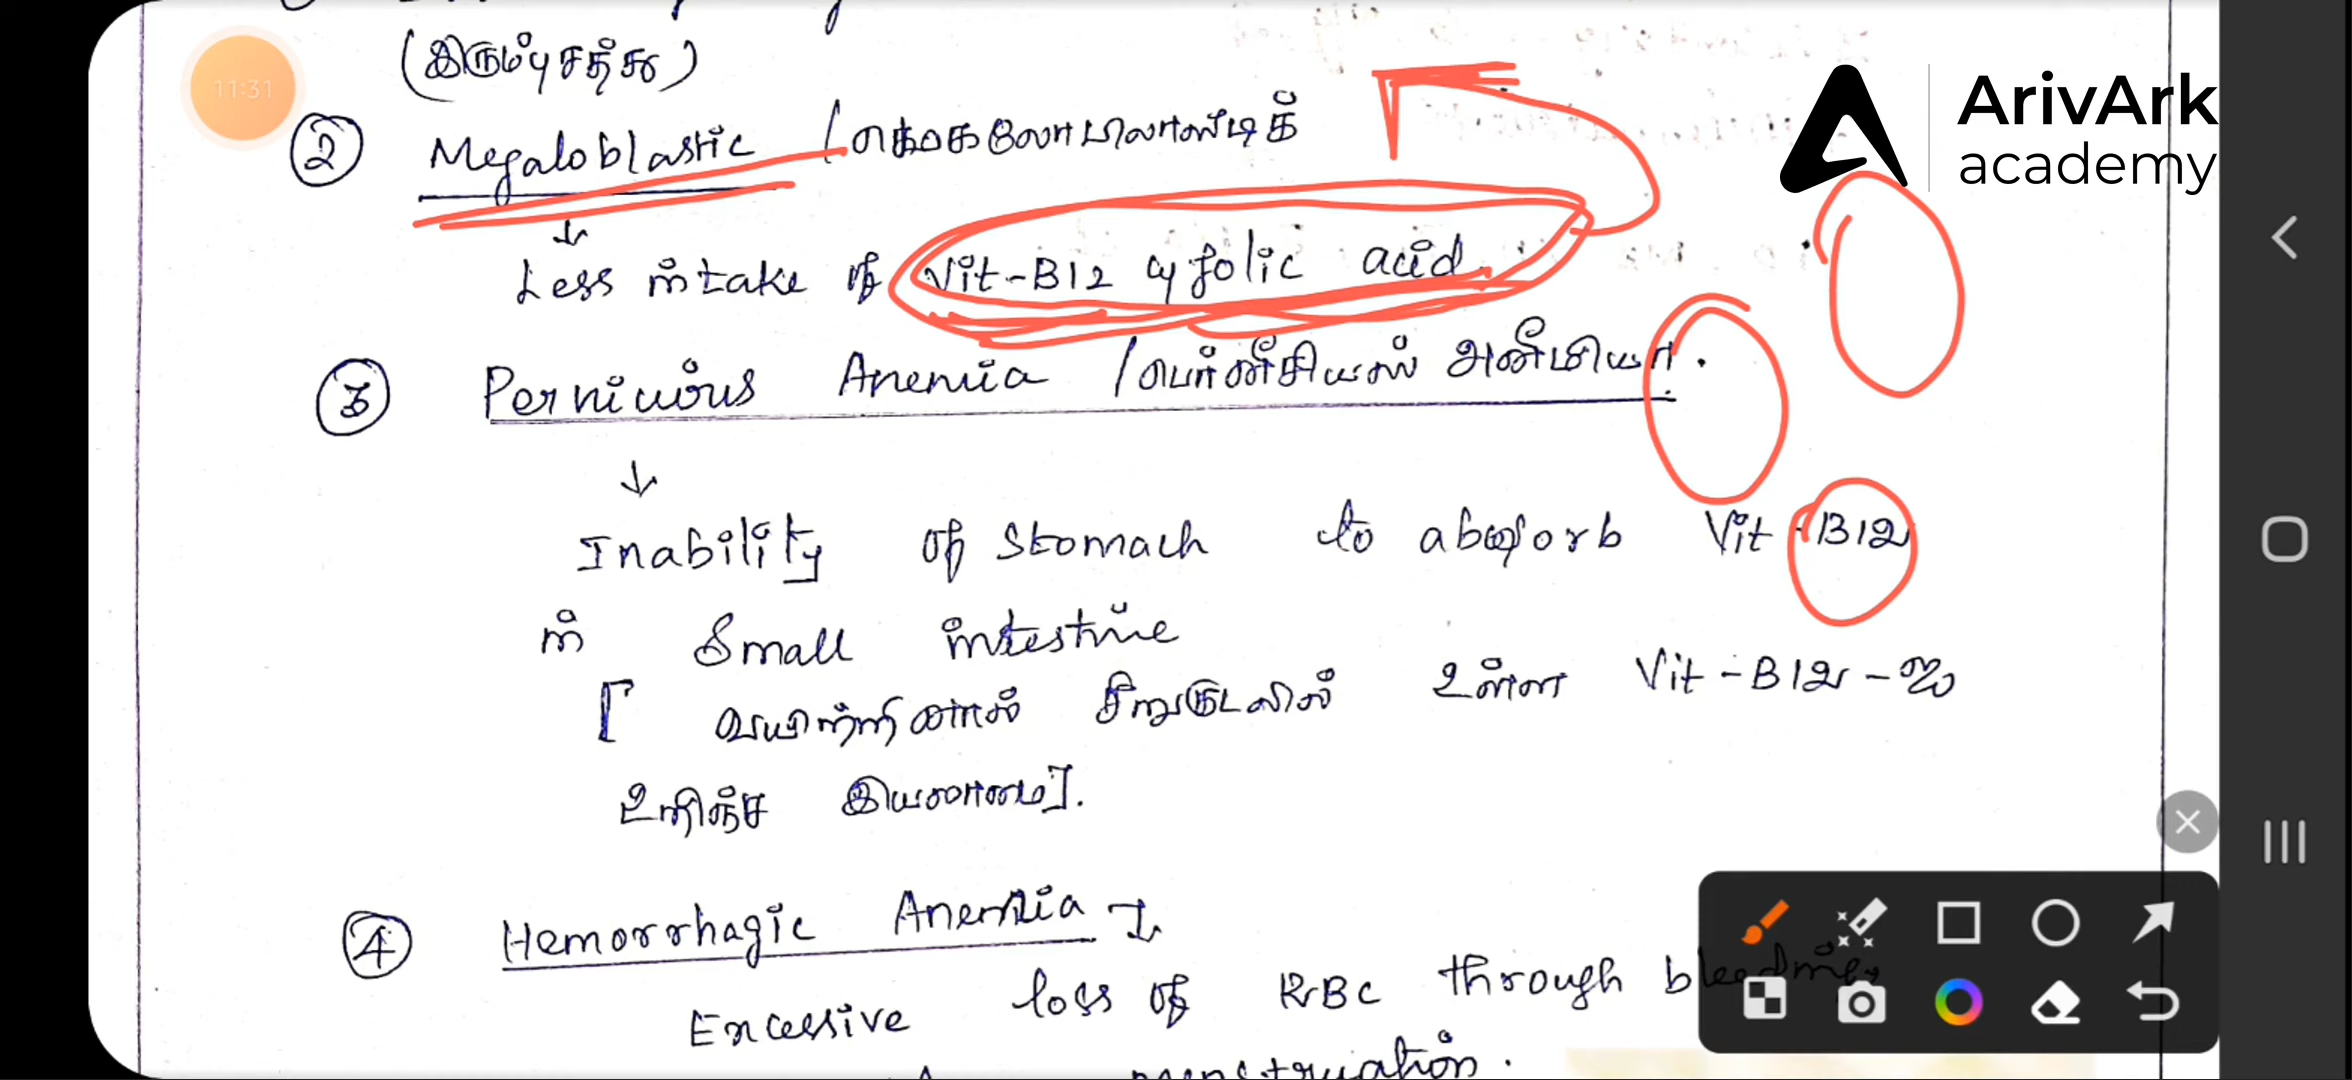 (இரும்புசத்து)
11:31
ArivArk
academy
② Megaloblastic / மெகலோபிலாஸ்டிக்
↓
Less intake of Vit-B12 & folic acid.
③ Pernicious Anemia / பெர்னீசியஸ் அனீமியா.
↓
Inability of Stomach to absorb Vit-B12
in Small intestine
[ வயிற்றினால் சிறுகுடலில் உள்ள Vit-B12-ஐ
உறிஞ்ச இயலாமை].
④ Hemorrhagic Anemia
Excessive loss of RBC through bleeding
menstruation.